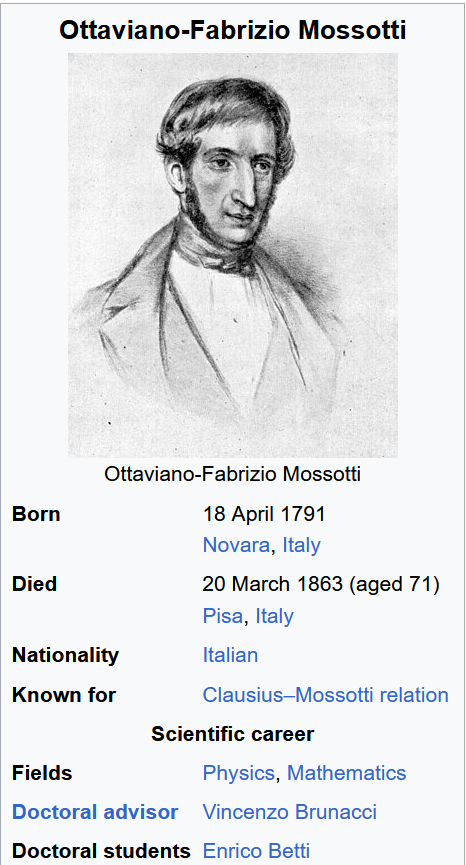 Ottaviano-Fabrizio Mossotti
Ottaviano-Fabrizio Mossotti
Born 18 April 1791
Novara, Italy
Died 20 March 1863 (aged 71)
Pisa, Italy
Nationality Italian
Known for Clausius–Mossotti relation
Scientific career
Fields Physics, Mathematics
Doctoral advisor Vincenzo Brunacci
Doctoral students Enrico Betti